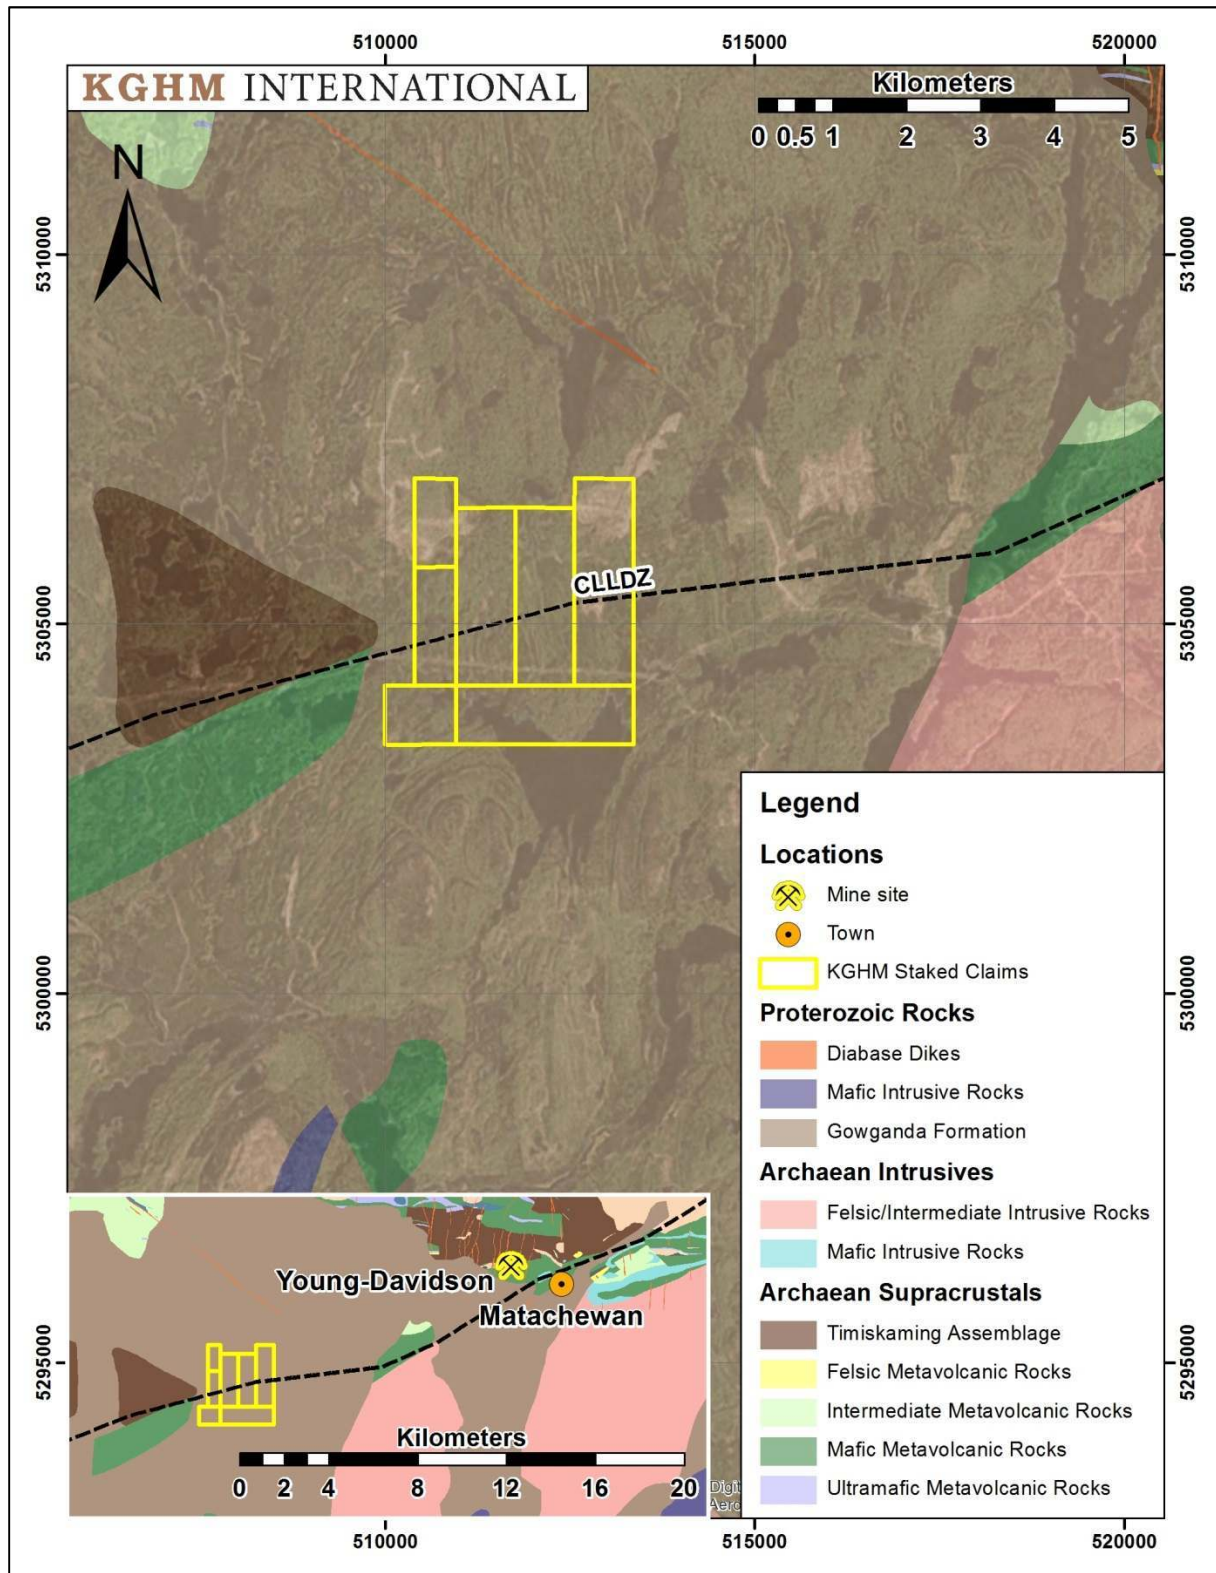 510000 515000 520000
KGHM INTERNATIONAL
Kilometers
0 0.5 1 2 3 4 5
N
5310000 5310000
CLLDZ
5305000 5305000
Legend
Locations
Mine site
Town
KGHM Staked Claims
5300000 5300000
Proterozoic Rocks
Diabase Dikes
Mafic Intrusive Rocks
Gowganda Formation
Archaean Intrusives
Felsic/Intermediate Intrusive Rocks
Mafic Intrusive Rocks
Archaean Supracrustals
Timiskaming Assemblage
Felsic Metavolcanic Rocks
Intermediate Metavolcanic Rocks
Mafic Metavolcanic Rocks
Ultramafic Metavolcanic Rocks
Young-Davidson
Matachewan
5295000 5295000
Kilometers
0 2 4 8 12 16 20
510000 515000 520000